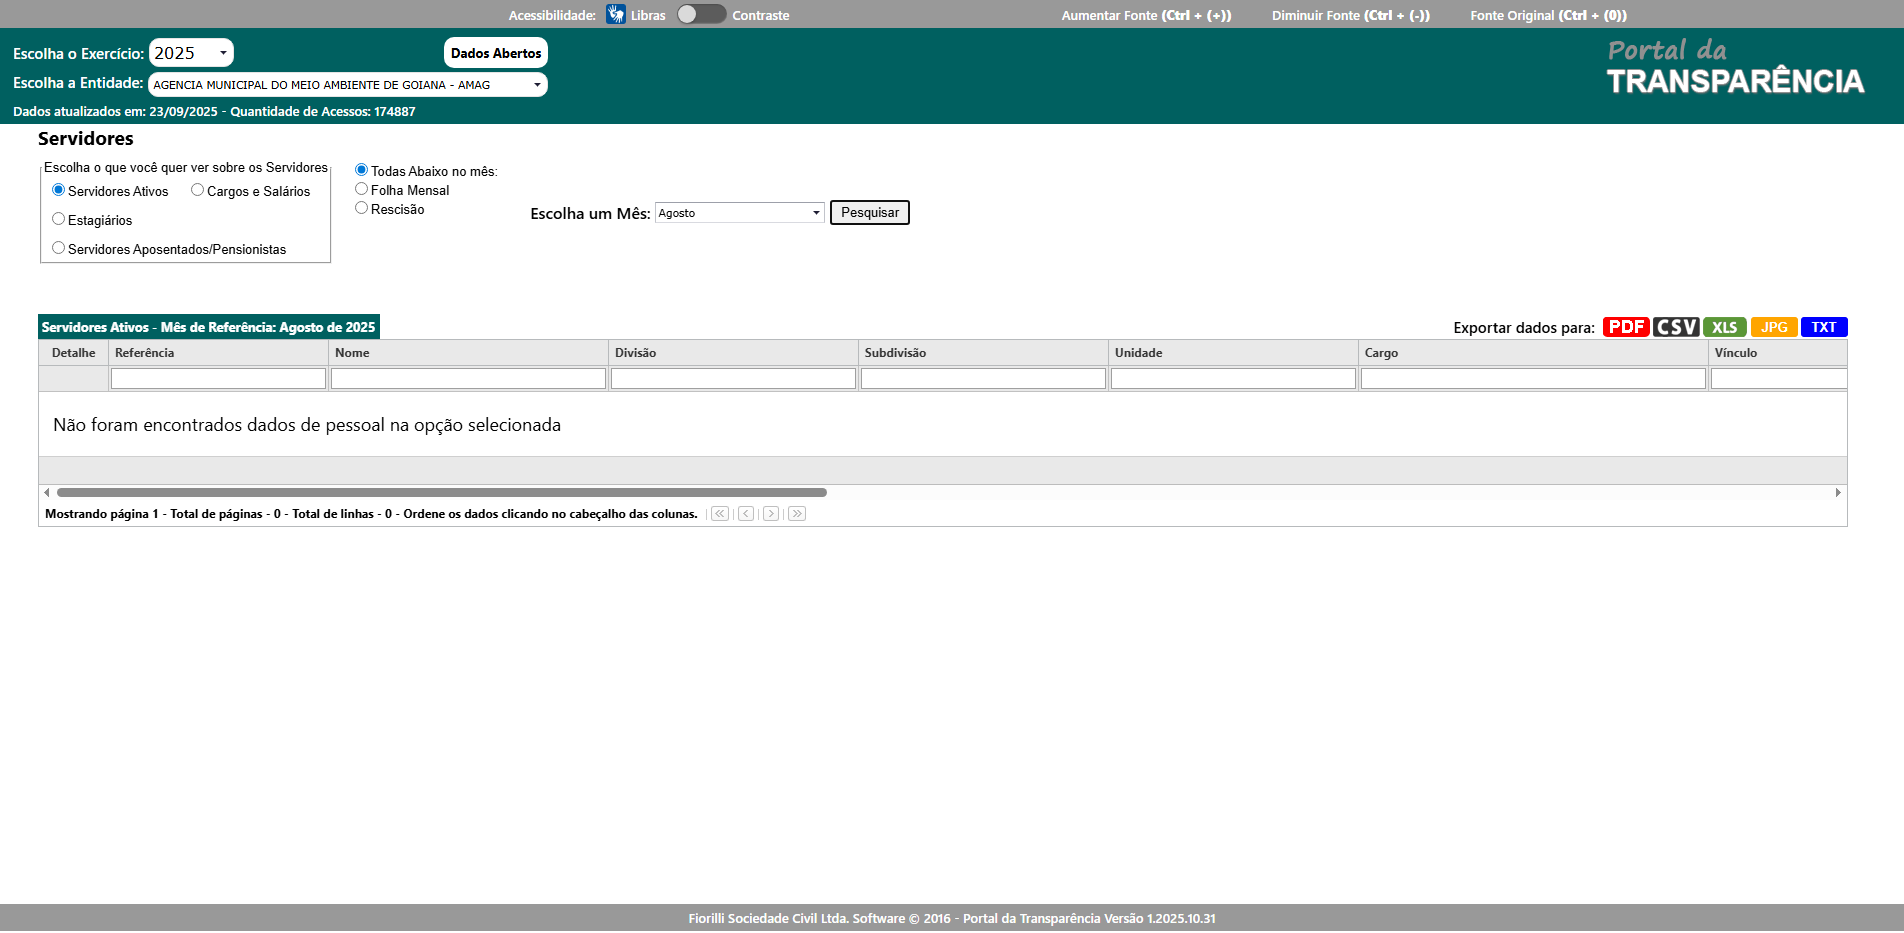 Acessibilidade: Libras Contraste Aumentar Fonte (Ctrl + (+)) Diminuir Fonte (Ctrl + (-)) Fonte Original (Ctrl + (0))
Escolha o Exercício: 2025 Dados Abertos
Escolha a Entidade: AGENCIA MUNICIPAL DO MEIO AMBIENTE DE GOIANA - AMAG
Dados atualizados em: 23/09/2025 - Quantidade de Acessos: 174887
Portal da
TRANSPARÊNCIA
Servidores
Escolha o que você quer ver sobre os Servidores
Servidores Ativos Cargos e Salários
Estagiários
Servidores Aposentados/Pensionistas
Todas Abaixo no mês:
Folha Mensal
Rescisão
Escolha um Mês: Agosto Pesquisar
Servidores Ativos - Mês de Referência: Agosto de 2025
Exportar dados para: PDF CSV XLS JPG TXT
Detalhe Referência Nome Divisão Subdivisão Unidade Cargo Vínculo
Não foram encontrados dados de pessoal na opção selecionada
Mostrando página 1 - Total de páginas - 0 - Total de linhas - 0 - Ordene os dados clicando no cabeçalho das colunas.
Fiorilli Sociedade Civil Ltda. Software © 2016 - Portal da Transparência Versão 1.2025.10.31